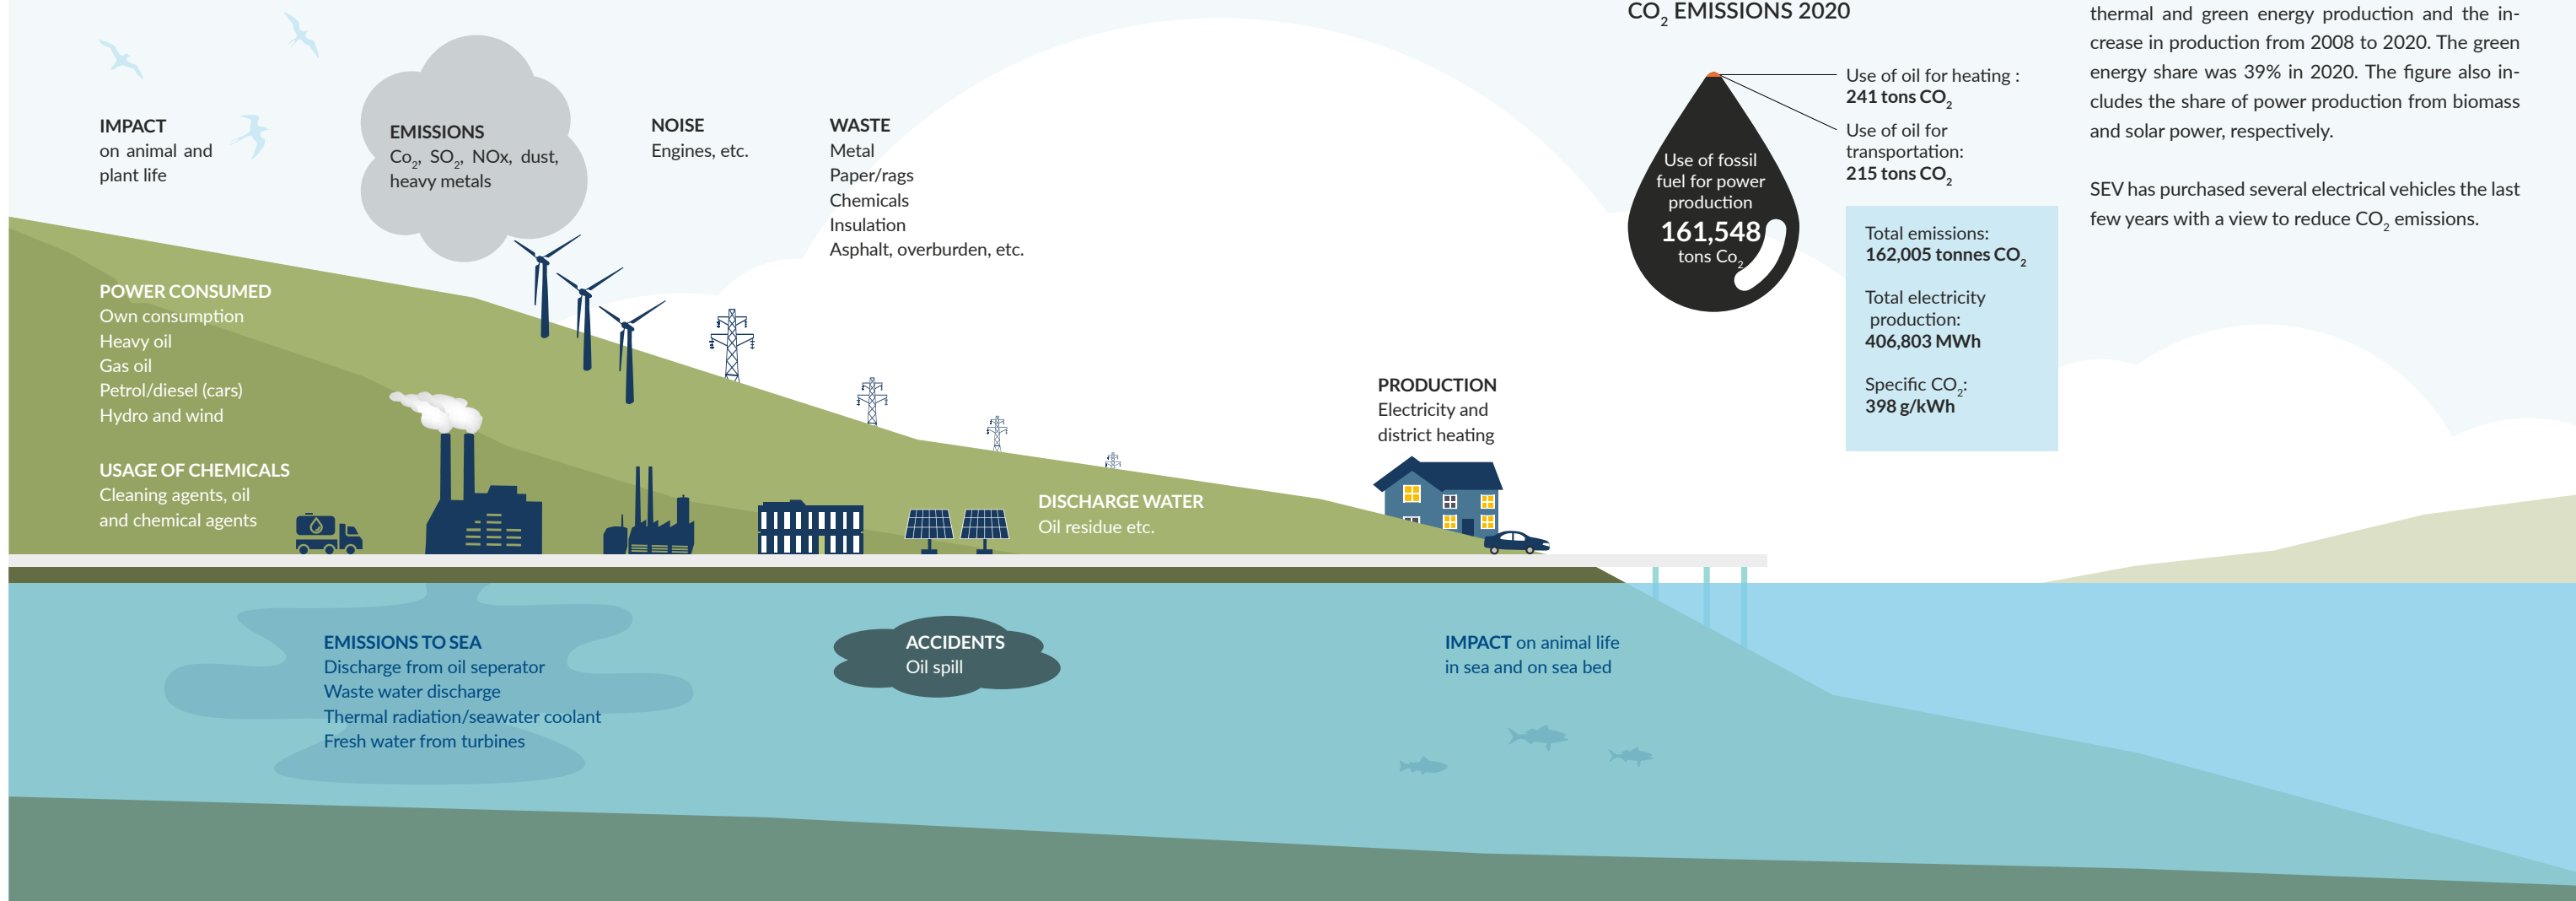 CO2 EMISSIONS 2020
thermal and green energy production and the in-
crease in production from 2008 to 2020. The green
energy share was 39% in 2020. The figure also in-
cludes the share of power production from biomass
and solar power, respectively.
SEV has purchased several electrical vehicles the last
few years with a view to reduce CO2 emissions.
Use of oil for heating :
241 tons CO2
Use of oil for
transportation:
215 tons CO2
Use of fossil
fuel for power
production
161,548
tons Co2
Total emissions:
162,005 tonnes CO2
Total electricity
production:
406,803 MWh
Specific CO2:
398 g/kWh
IMPACT
on animal and
plant life
EMISSIONS
Co2, SO2, NOx, dust,
heavy metals
NOISE
Engines, etc.
WASTE
Metal
Paper/rags
Chemicals
Insulation
Asphalt, overburden, etc.
POWER CONSUMED
Own consumption
Heavy oil
Gas oil
Petrol/diesel (cars)
Hydro and wind
USAGE OF CHEMICALS
Cleaning agents, oil
and chemical agents
PRODUCTION
Electricity and
district heating
DISCHARGE WATER
Oil residue etc.
EMISSIONS TO SEA
Discharge from oil seperator
Waste water discharge
Thermal radiation/seawater coolant
Fresh water from turbines
ACCIDENTS
Oil spill
IMPACT on animal life
in sea and on sea bed